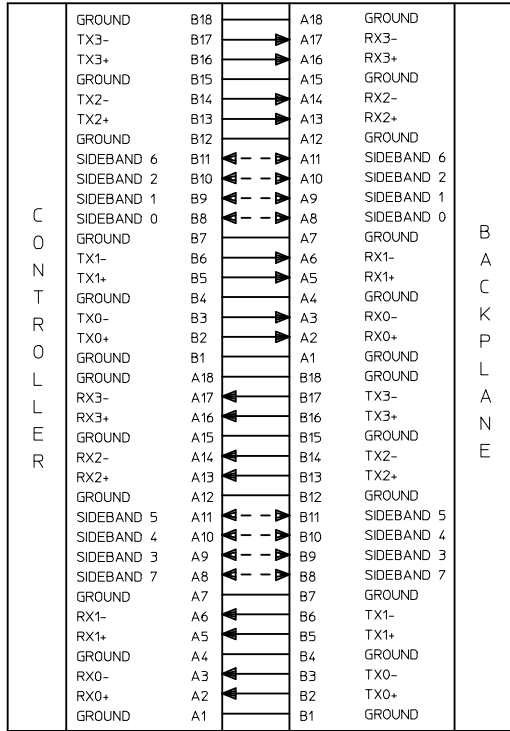 GROUND B18 A18 GROUND
TX3- B17 A17 RX3-
TX3+ B16 A16 RX3+
GROUND B15 A15 GROUND
TX2- B14 A14 RX2-
TX2+ B13 A13 RX2+
GROUND B12 A12 GROUND
SIDEBAND 6 B11 A11 SIDEBAND 6
SIDEBAND 2 B10 A10 SIDEBAND 2
SIDEBAND 1 B9 A9 SIDEBAND 1
SIDEBAND 0 B8 A8 SIDEBAND 0
GROUND B7 A7 GROUND
TX1- B6 A6 RX1-
TX1+ B5 A5 RX1+
GROUND B4 A4 GROUND
TX0- B3 A3 RX0-
TX0+ B2 A2 RX0+
GROUND B1 A1 GROUND
GROUND A18 B18 GROUND
RX3- A17 B17 TX3-
RX3+ A16 B16 TX3+
GROUND A15 B15 GROUND
RX2- A14 B14 TX2-
RX2+ A13 B13 TX2+
GROUND A12 B12 GROUND
SIDEBAND 5 A11 B11 SIDEBAND 5
SIDEBAND 4 A10 B10 SIDEBAND 4
SIDEBAND 3 A9 B9 SIDEBAND 3
SIDEBAND 7 A8 B8 SIDEBAND 7
GROUND A7 B7 GROUND
RX1- A6 B6 TX1-
RX1+ A5 B5 TX1+
GROUND A4 B4 GROUND
RX0- A3 B3 TX0-
RX0+ A2 B2 TX0+
GROUND A1 B1 GROUND
CONTROLLER
BACKPLANE